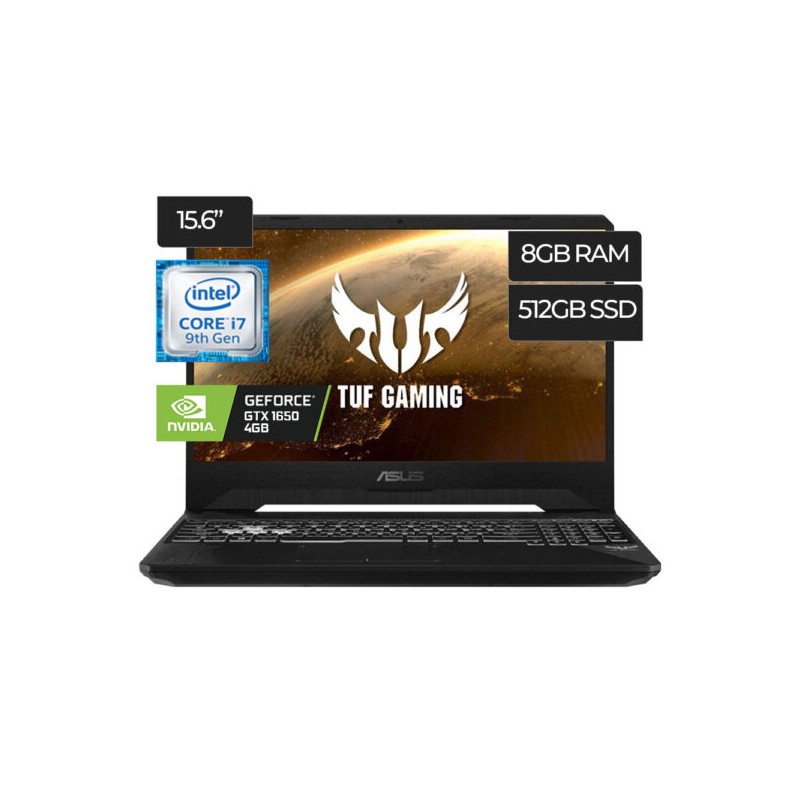 15.6”
8GB RAM
intel
CORE i7
9th Gen
512GB SSD
TUF
TUF GAMING
NVIDIA.
GEFORCE
GTX 1650
4GB
ASUS